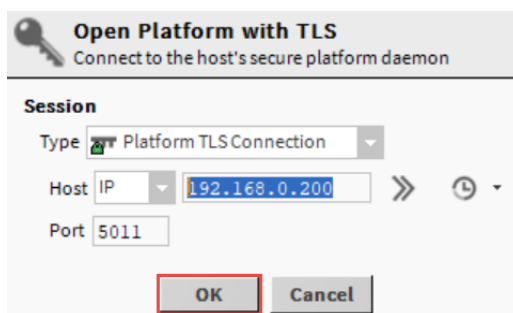 Open Platform with TLS
Connect to the host's secure platform daemon
Session
Type Platform TLS Connection
Host IP 192.168.0.200
Port 5011
OK Cancel